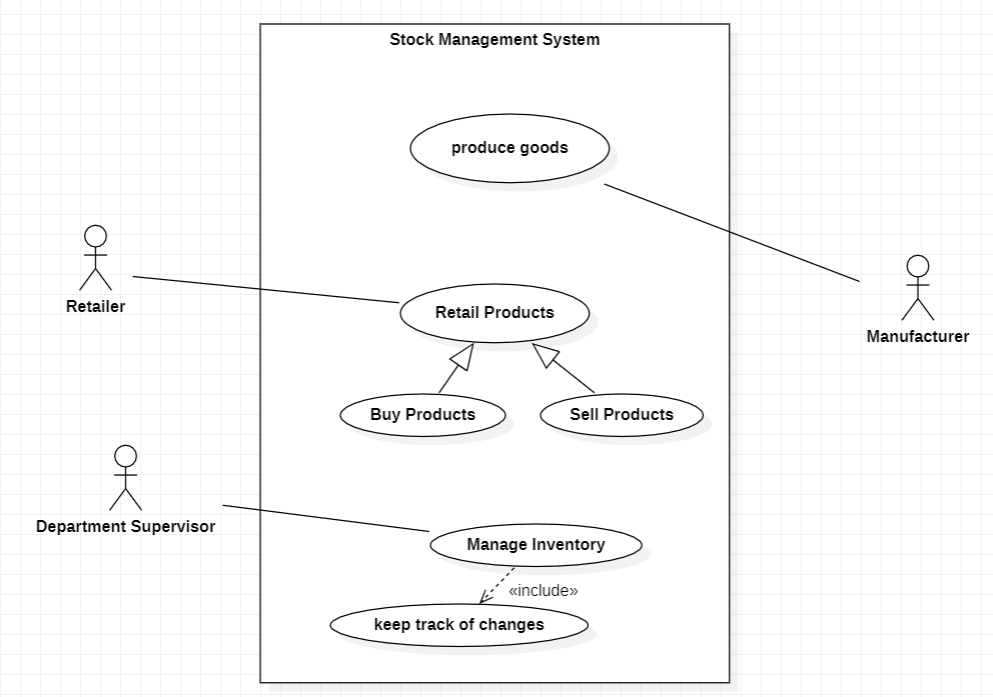 Stock Management System
produce goods
Retailer
Retail Products
Manufacturer
Buy Products
Sell Products
Department Supervisor
Manage Inventory
«include»
keep track of changes